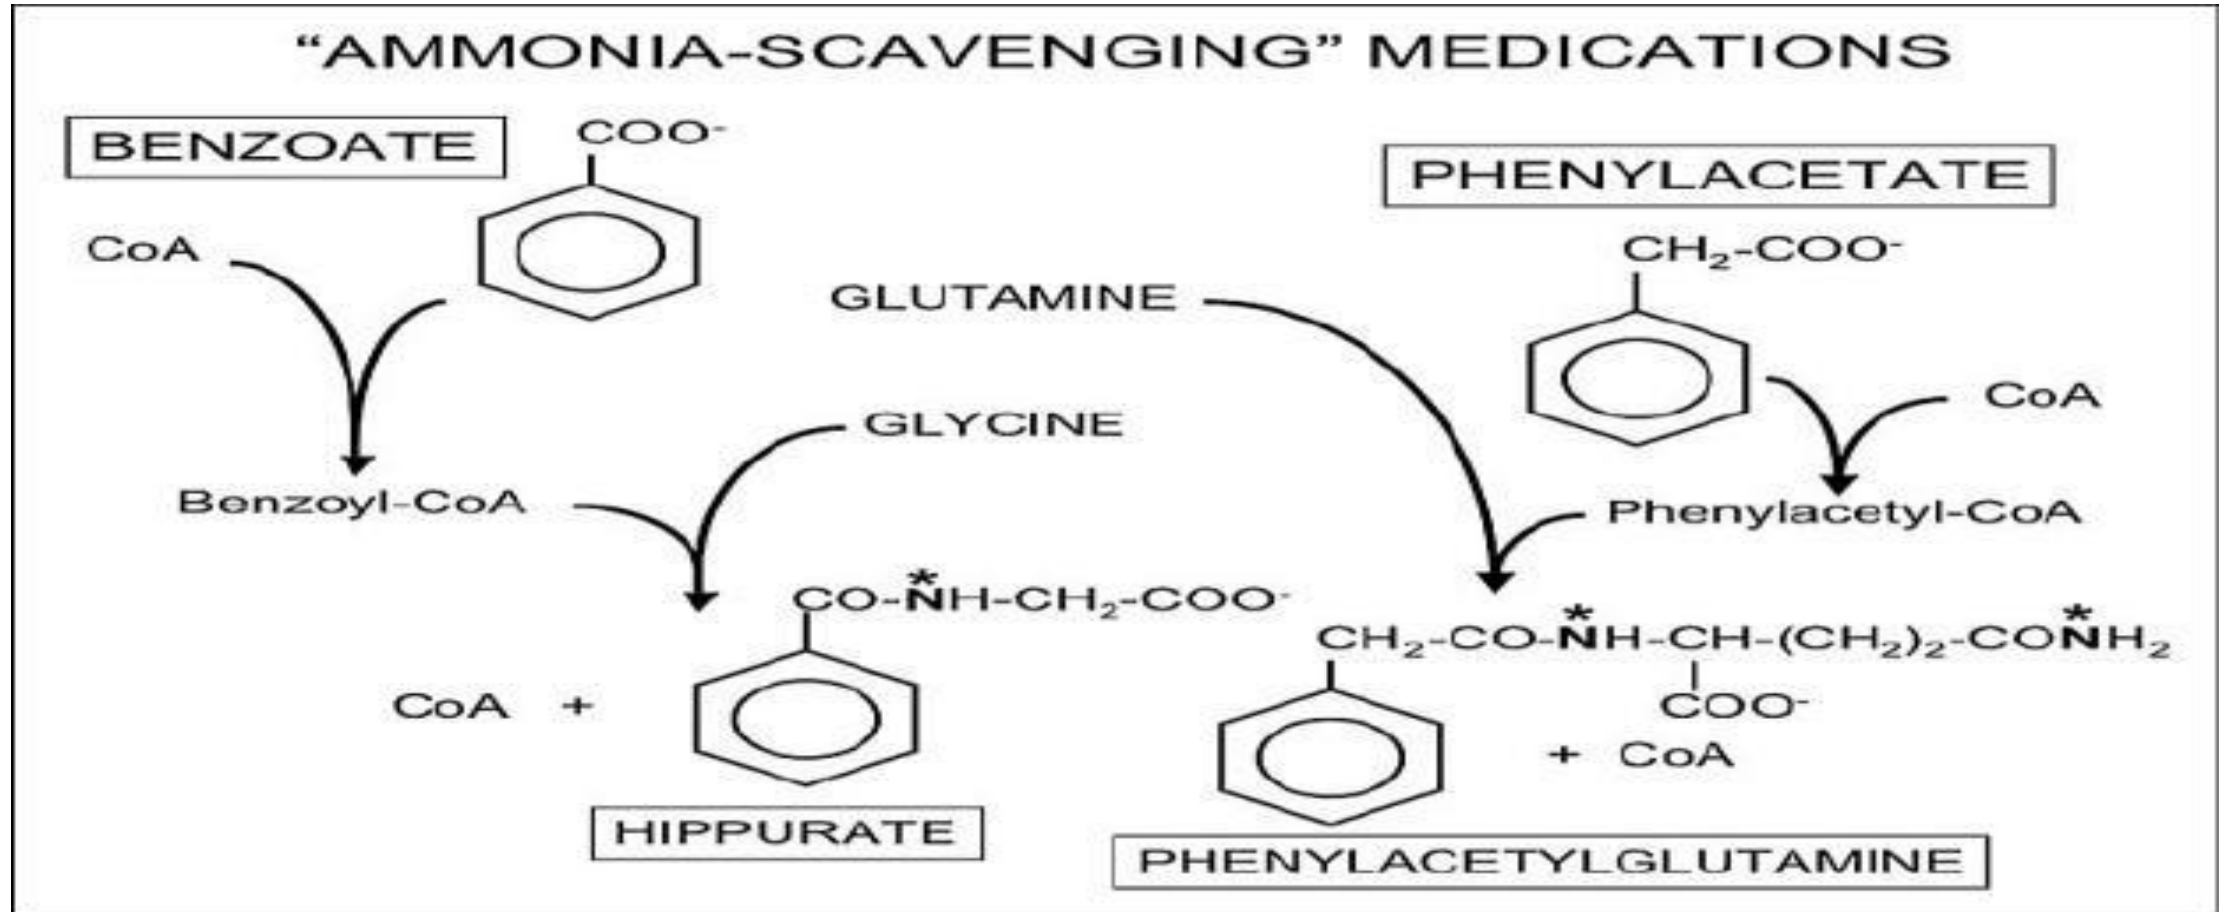 “AMMONIA-SCAVENGING” MEDICATIONS
BENZOATE
COO-
CoA
Benzoyl-CoA
GLYCINE
CO-N*H-CH2-COO-
CoA +
HIPPURATE
PHENYLACETATE
CH2-COO-
GLUTAMINE
CoA
Phenylacetyl-CoA
CH2-CO-N*H-CH-(CH2)2-CON*H2
COO-
+ CoA
PHENYLACETYLGLUTAMINE